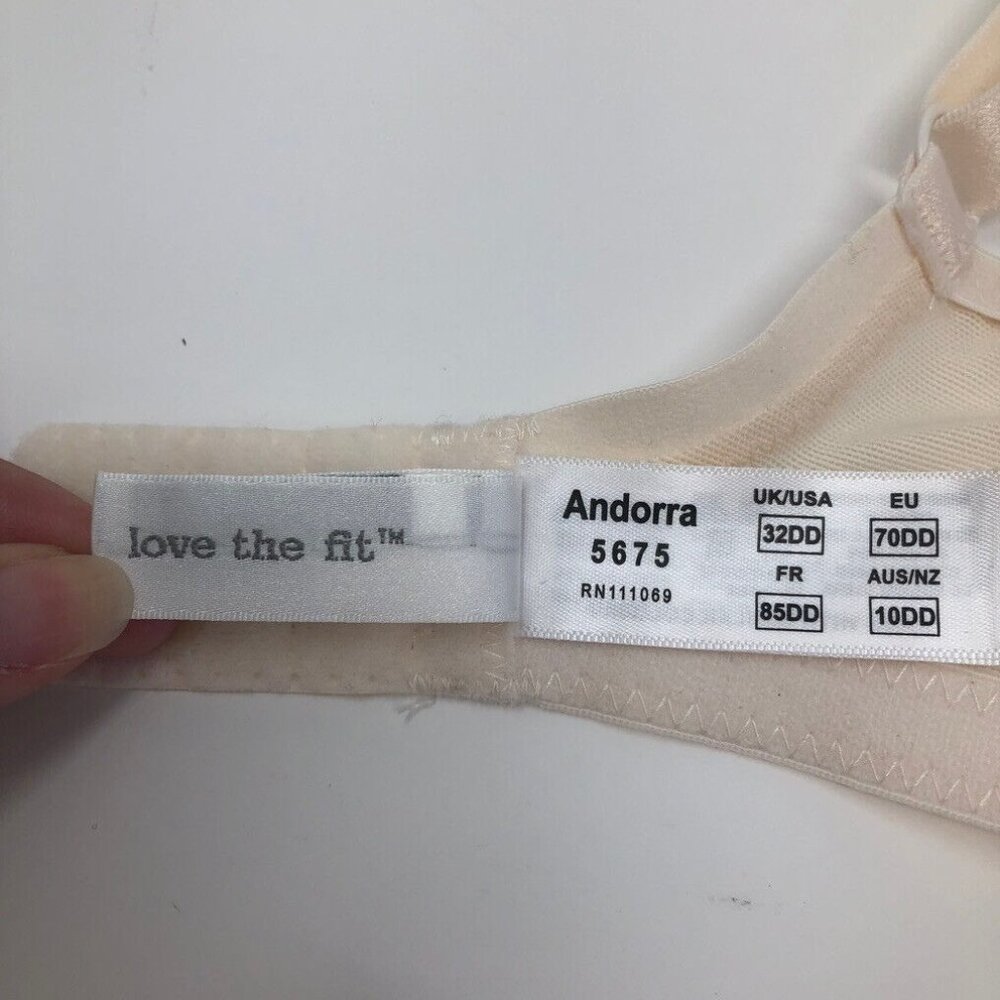 love the fit™
Andorra
5675
RN111069
UK/USA EU
32DD 70DD
FR AUS/NZ
85DD 10DD